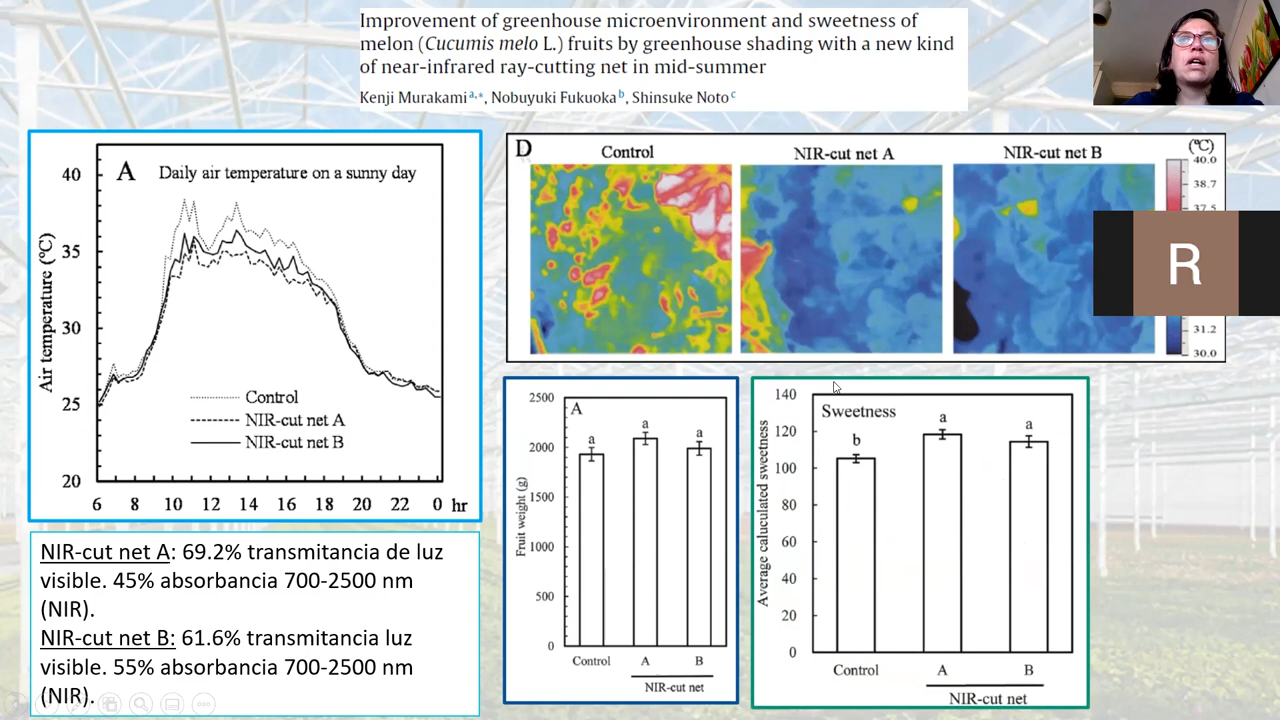 Improvement of greenhouse microenvironment and sweetness of
melon (Cucumis melo L.) fruits by greenhouse shading with a new kind
of near-infrared ray-cutting net in mid-summer
Kenji Murakami a,*, Nobuyuki Fukuoka b, Shinsuke Noto c
A Daily air temperature on a sunny day
Air temperature (°C)
40
35
30
25
20
Control
NIR-cut net A
NIR-cut net B
6 8 10 12 14 16 18 20 22 0 hr
D Control NIR-cut net A NIR-cut net B (°C)
40.0
38.7
37.5
31.2
30.0
R
NIR-cut net A: 69.2% transmitancia de luz
visible. 45% absorbancia 700-2500 nm
(NIR).
NIR-cut net B: 61.6% transmitancia luz
visible. 55% absorbancia 700-2500 nm
(NIR).
A
Fruit weight (g)
2500
2000
1500
1000
500
0
a a a
Control A B
NIR-cut net
Sweetness
Average caluculated sweetness
140
120
100
80
60
40
20
0
b a a
Control A B
NIR-cut net